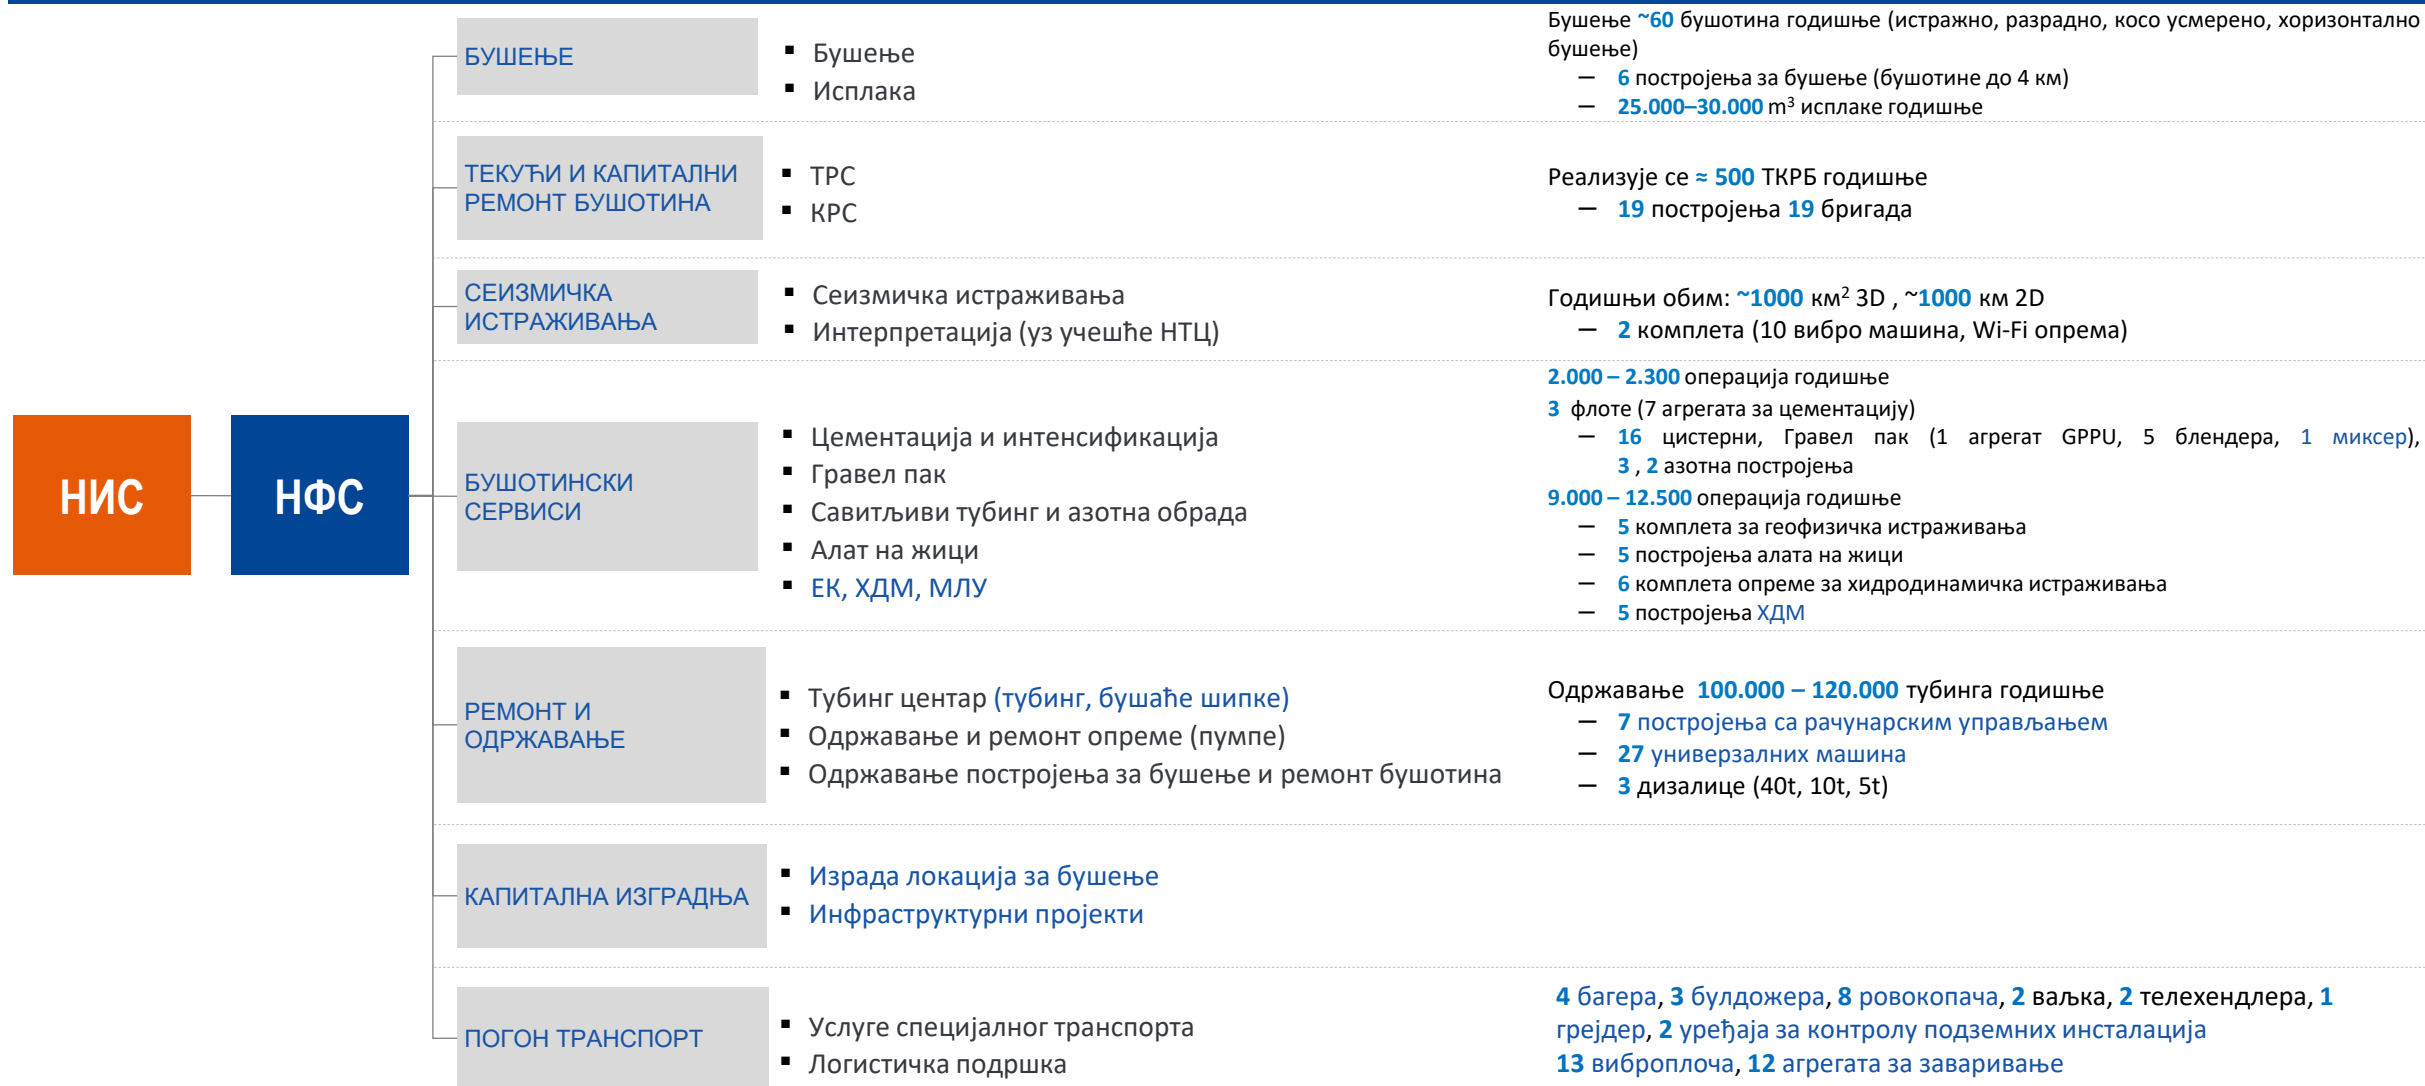 НИС
НФС
БУШЕЊЕ
▪ Бушење
▪ Исплака
Бушење ~60 бушотина годишње (истражно, разрадно, косо усмерено, хоризонтално
бушење)
— 6 постројења за бушење (бушотине до 4 км)
— 25.000–30.000 m³ исплаке годишње
ТЕКУЋИ И КАПИТАЛНИ
РЕМОНТ БУШОТИНА
▪ ТРС
▪ КРС
Реализује се ≈ 500 ТКРБ годишње
— 19 постројења 19 бригада
СЕИЗМИЧКА
ИСТРАЖИВАЊА
▪ Сеизмичка истраживања
▪ Интерпретација (уз учешће НТЦ)
Годишњи обим: ~1000 км² 3D , ~1000 км 2D
— 2 комплета (10 вибро машина, Wi-Fi опрема)
БУШОТИНСКИ
СЕРВИСИ
▪ Цементација и интенсификација
▪ Гравел пак
▪ Савитљиви тубинг и азотна обрада
▪ Алат на жици
▪ ЕК, ХДМ, МЛУ
2.000 – 2.300 операција годишње
3 флоте (7 агрегата за цементацију)
— 16 цистерни, Гравел пак (1 агрегат GPPU, 5 блендера, 1 миксер),
3 , 2 азотна постројења
9.000 – 12.500 операција годишње
— 5 комплета за геофизичка истраживања
— 5 постројења алата на жици
— 6 комплета опреме за хидродинамичка истраживања
— 5 постројења ХДМ
РЕМОНТ И
ОДРЖАВАЊЕ
▪ Тубинг центар (тубинг, бушаће шипке)
▪ Одржавање и ремонт опреме (пумпе)
▪ Одржавање постројења за бушење и ремонт бушотина
Одржавање 100.000 – 120.000 тубинга годишње
— 7 постројења са рачунарским управљањем
— 27 универзалних машина
— 3 дизалице (40t, 10t, 5t)
КАПИТАЛНА ИЗГРАДЊА
▪ Израда локација за бушење
▪ Инфраструктурни пројекти
ПОГОН ТРАНСПОРТ
▪ Услуге специјалног транспорта
▪ Логистичка подршка
4 багера, 3 булдожера, 8 ровокопача, 2 ваљка, 2 телехендлера, 1
грејдер, 2 уређаја за контролу подземних инсталација
13 виброплоча, 12 агрегата за заваривање